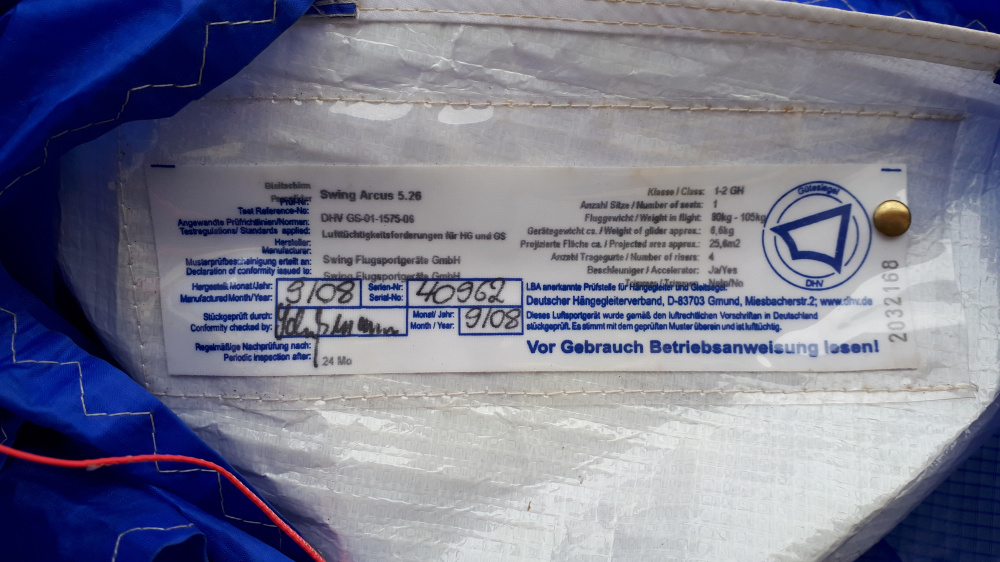 Gleitschirm
Swing Arcus 5.26
Test Reference-No:
DHV GS-01-1575-06
Angewandte Prüfrichtlinien/Normen:
Testregulations/ Standards applied:
Lufttüchtigkeitsforderungen für HG und GS
Hersteller:
Manufacturer:
Swing Flugsportgeräte GmbH
Musterprüfbescheinigung erteilt an:
Declaration of conformity issued to:
Swing Flugsportgeräte GmbH
Hergestellt Monat/Jahr:
Manufactured Month/Year:
9/08
Serien-Nr:
Serial-No:
40962
Stückgeprüft durch:
Conformity checked by:
Monat/ Jahr:
Month / Year:
9/08
Regelmäßige Nachprüfung nach:
Periodic inspection after:
24 Mo
Klasse / Class: 1-2 GH
Anzahl Sitze / Number of seats: 1
Fluggewicht / Weight in flight: 80kg - 105kg
Gerätegewicht ca. / Weight of glider approx.: 6,6kg
Projizierte Fläche ca. / Projected area approx.: 25,6m2
Anzahl Tragegurte / Number of risers: 4
Beschleuniger / Accelerator: Ja/Yes
Nein/No
LBA anerkannte Prüfstelle für Hängegleiter und Gleitsegel:
Deutscher Hängegleiterverband, D-83703 Gmund, Miesbacherstr.2; www.dhv.de
Dieses Luftsportgerät wurde gemäß den luftrechtlichen Vorschriften in Deutschland
stückgeprüft. Es stimmt mit dem geprüften Muster überein und ist lufttüchtig.
Vor Gebrauch Betriebsanweisung lesen!
Gütesiegel
DHV
2032168